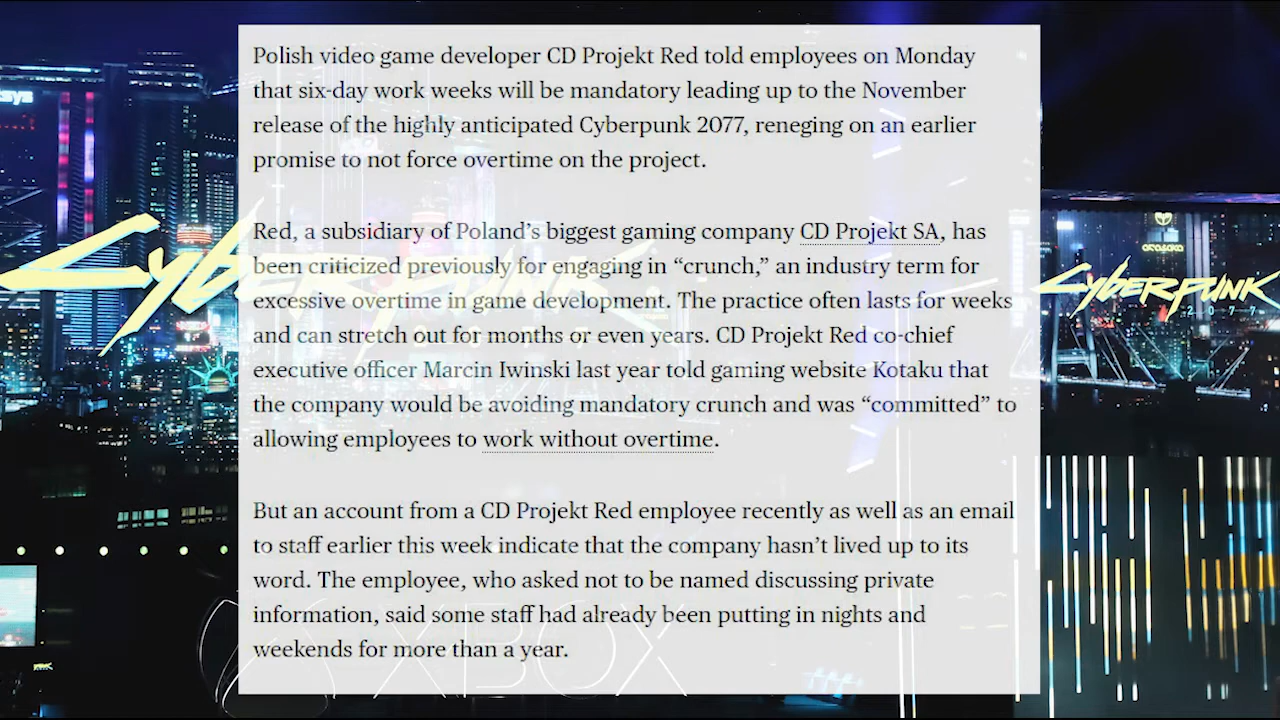 Polish video game developer CD Projekt Red told employees on Monday
that six-day work weeks will be mandatory leading up to the November
release of the highly anticipated Cyberpunk 2077, reneging on an earlier
promise to not force overtime on the project.
Red, a subsidiary of Poland’s biggest gaming company CD Projekt SA, has
been criticized previously for engaging in “crunch,” an industry term for
excessive overtime in game development. The practice often lasts for weeks
and can stretch out for months or even years. CD Projekt Red co-chief
executive officer Marcin Iwinski last year told gaming website Kotaku that
the company would be avoiding mandatory crunch and was “committed” to
allowing employees to work without overtime.
But an account from a CD Projekt Red employee recently as well as an email
to staff earlier this week indicate that the company hasn’t lived up to its
word. The employee, who asked not to be named discussing private
information, said some staff had already been putting in nights and
weekends for more than a year.
Cyberpunk
arasaka
Cyberpunk
2077
XBOX